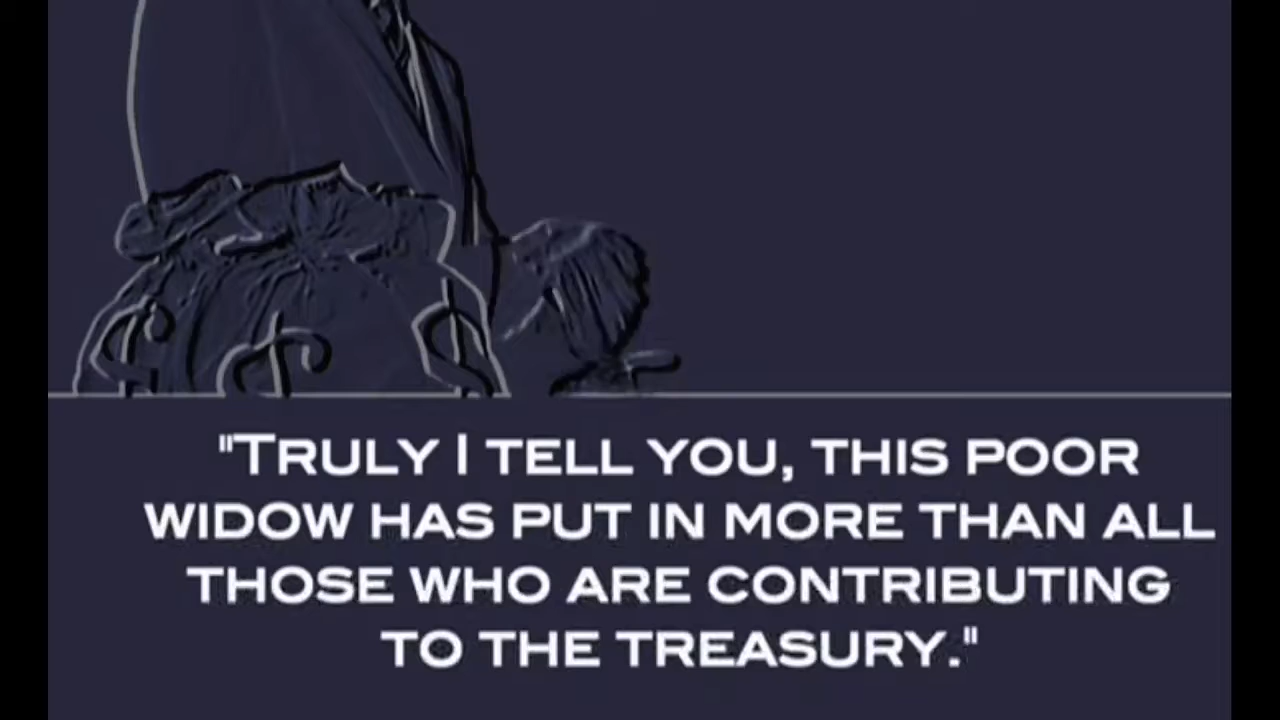 $ $ $
"TRULY I TELL YOU, THIS POOR
WIDOW HAS PUT IN MORE THAN ALL
THOSE WHO ARE CONTRIBUTING
TO THE TREASURY."